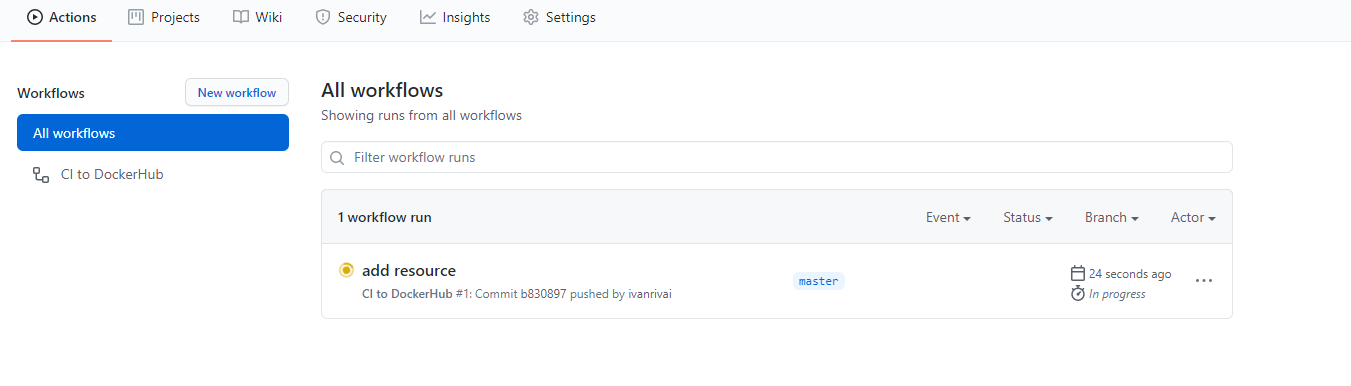 Actions Projects Wiki Security Insights Settings
Workflows
New workflow
All workflows
CI to DockerHub
All workflows
Showing runs from all workflows
Filter workflow runs
1 workflow run Event Status Branch Actor
add resource
CI to DockerHub #1: Commit b830897 pushed by ivanrivai
master
24 seconds ago
In progress